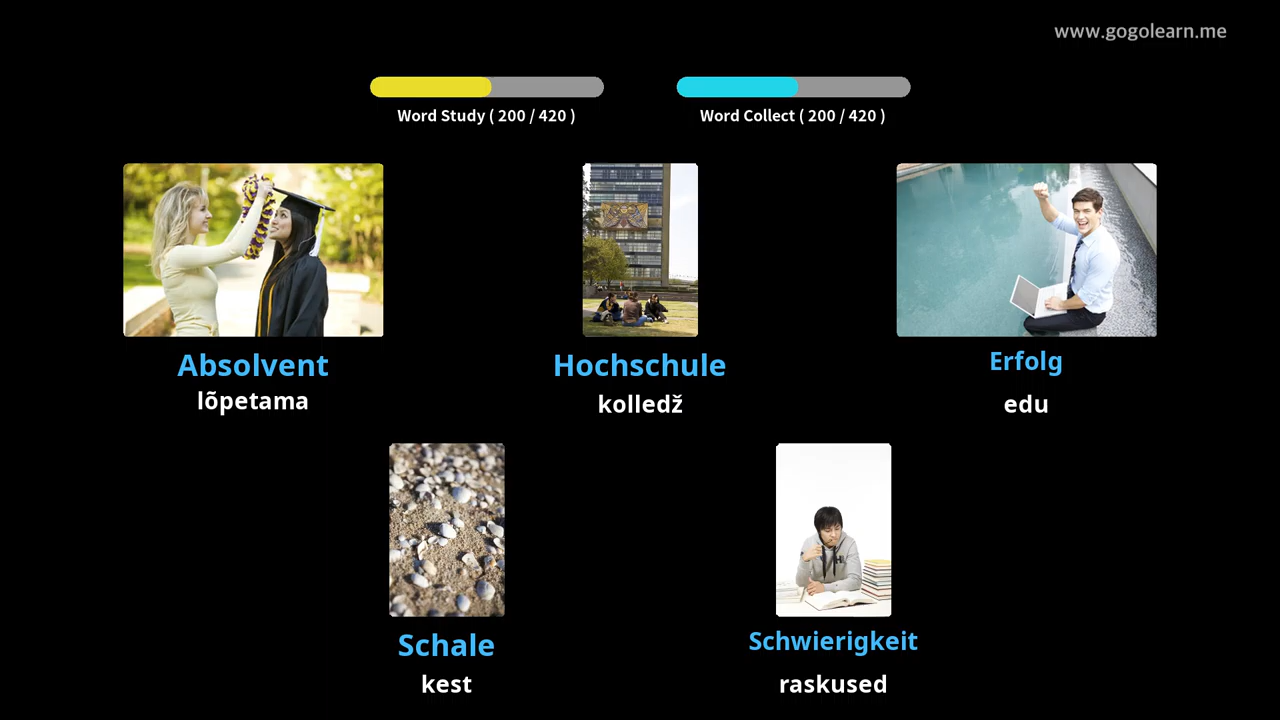 www.gogolearn.me
Word Study ( 200 / 420 )
Word Collect ( 200 / 420 )
Absolvent
lõpetama
Hochschule
kolledž
Erfolg
edu
Schale
kest
Schwierigkeit
raskused